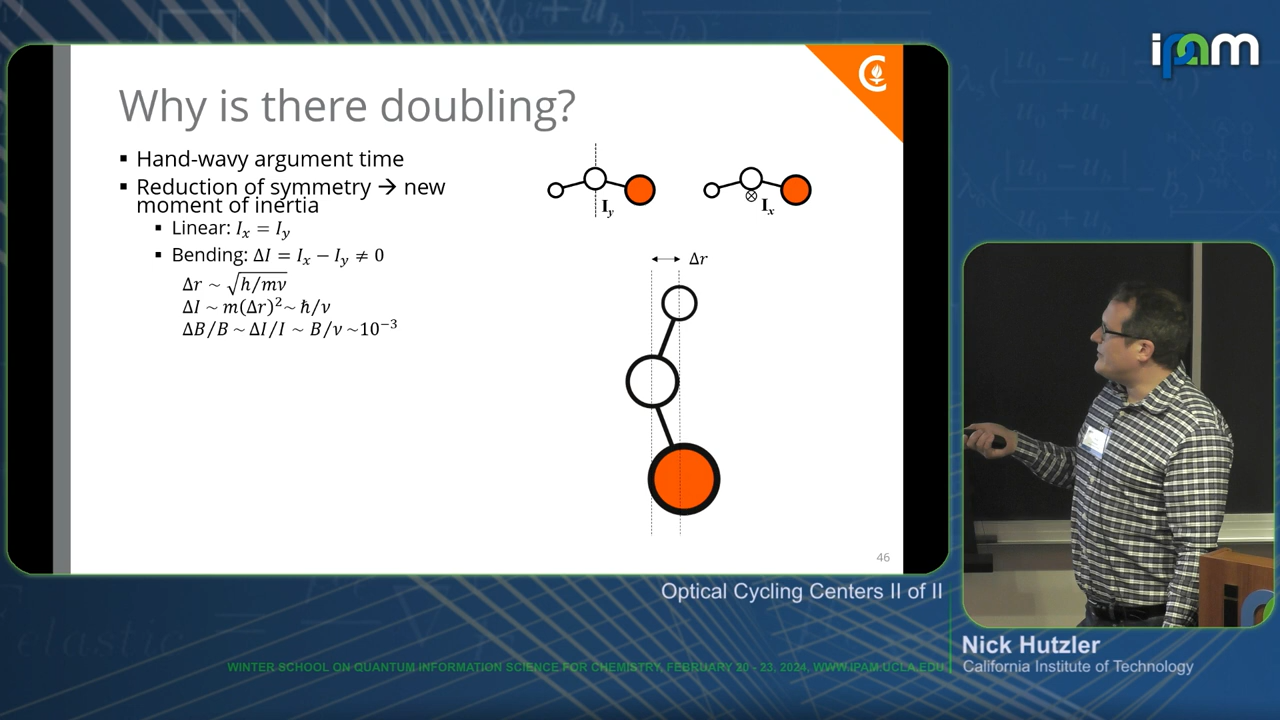 ipam
Why is there doubling?
▪ Hand-wavy argument time
▪ Reduction of symmetry → new
moment of inertia
▪ Linear: I_x = I_y
▪ Bending: ΔI = I_x − I_y ≠ 0
Δr ~ √(ℎ/mν)
ΔI ~ m(Δr)² ~ ℏ/ν
ΔB/B ~ ΔI/I ~ B/ν ~10⁻³
I_y
I_x
Δr
46
Optical Cycling Centers II of II
Nick Hutzler
California Institute of Technology
WINTER SCHOOL ON QUANTUM INFORMATION SCIENCE FOR CHEMISTRY, FEBRUARY 20 - 23, 2024, WWW.IPAM.UCLA.EDU
elastic